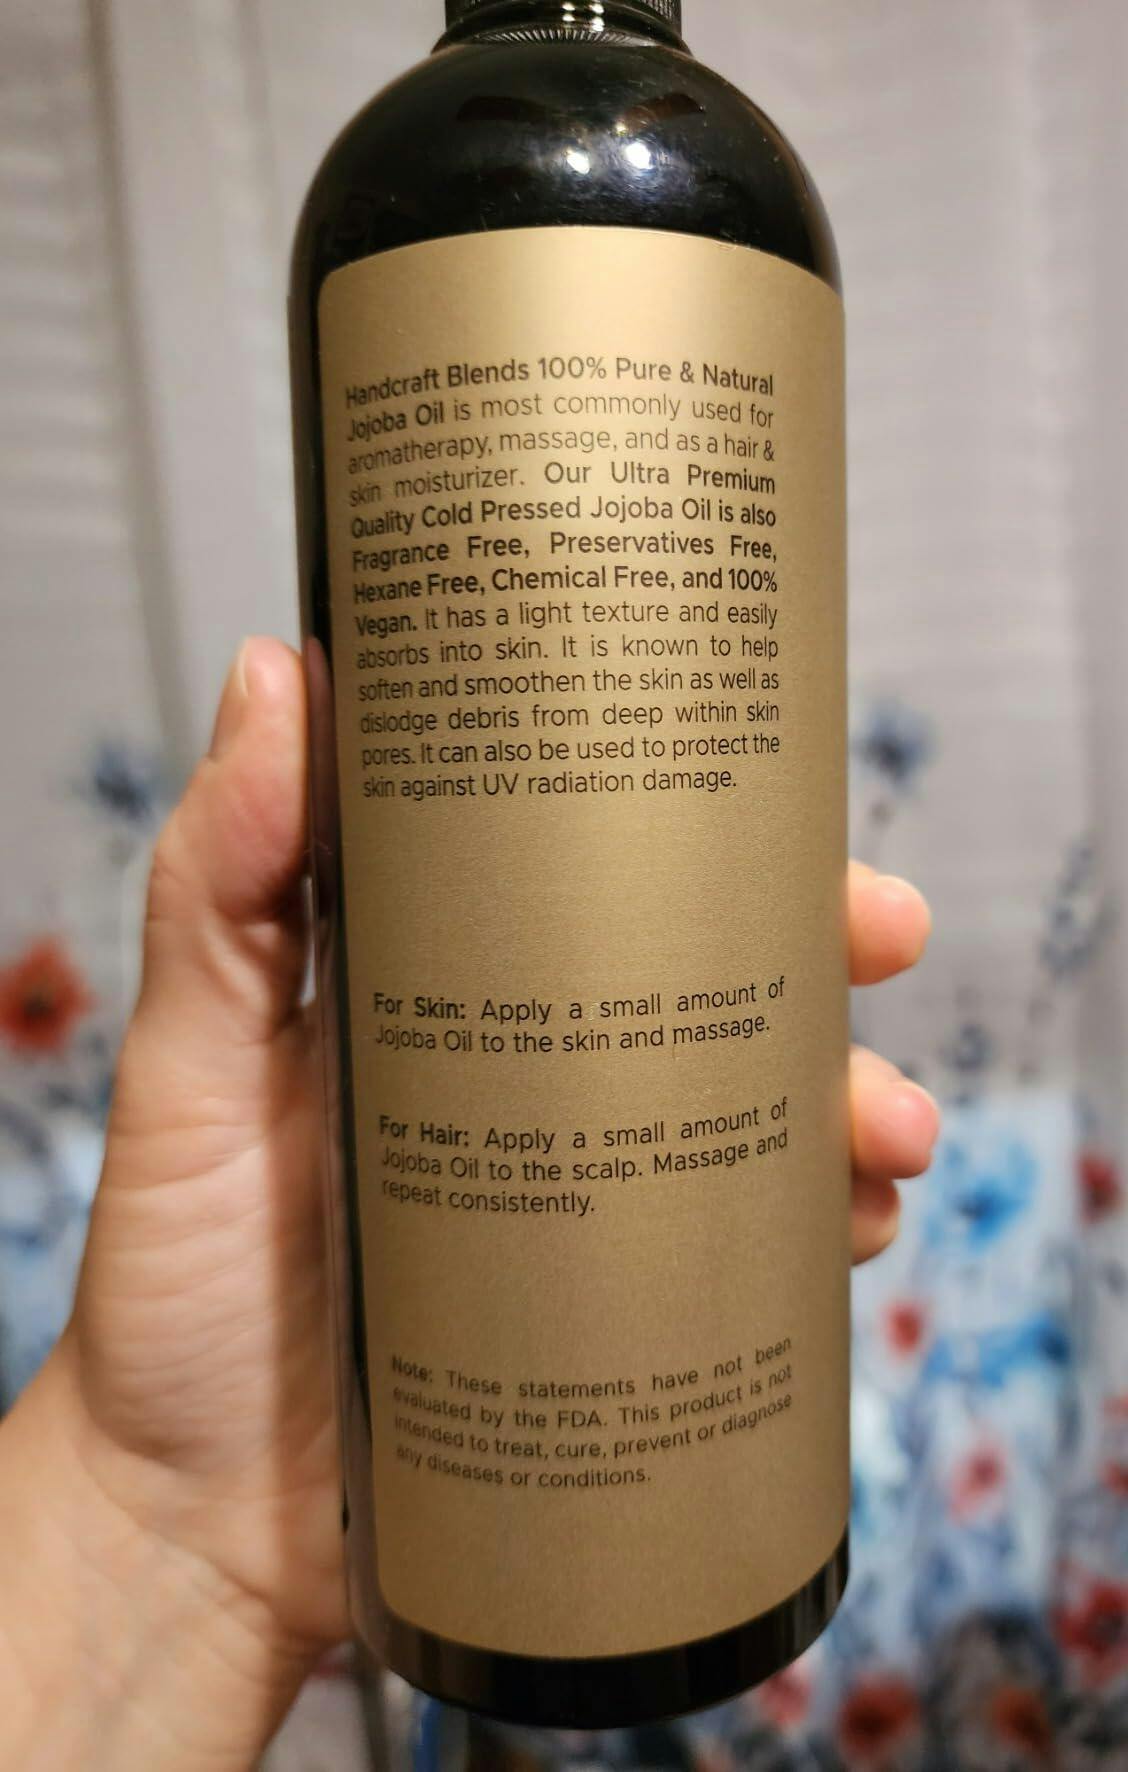 Handcraft Blends 100% Pure & Natural
Jojoba Oil is most commonly used for
aromatherapy, massage, and as a hair &
skin moisturizer. Our Ultra Premium
Quality Cold Pressed Jojoba Oil is also
Fragrance Free, Preservatives Free,
Hexane Free, Chemical Free, and 100%
Vegan. It has a light texture and easily
absorbs into skin. It is known to help
soften and smoothen the skin as well as
dislodge debris from deep within skin
pores. It can also be used to protect the
skin against UV radiation damage.
For Skin: Apply a small amount of
Jojoba Oil to the skin and massage.
For Hair: Apply a small amount of
Jojoba Oil to the scalp. Massage and
repeat consistently.
Note: These statements have not been
evaluated by the FDA. This product is not
intended to treat, cure, prevent or diagnose
any diseases or conditions.